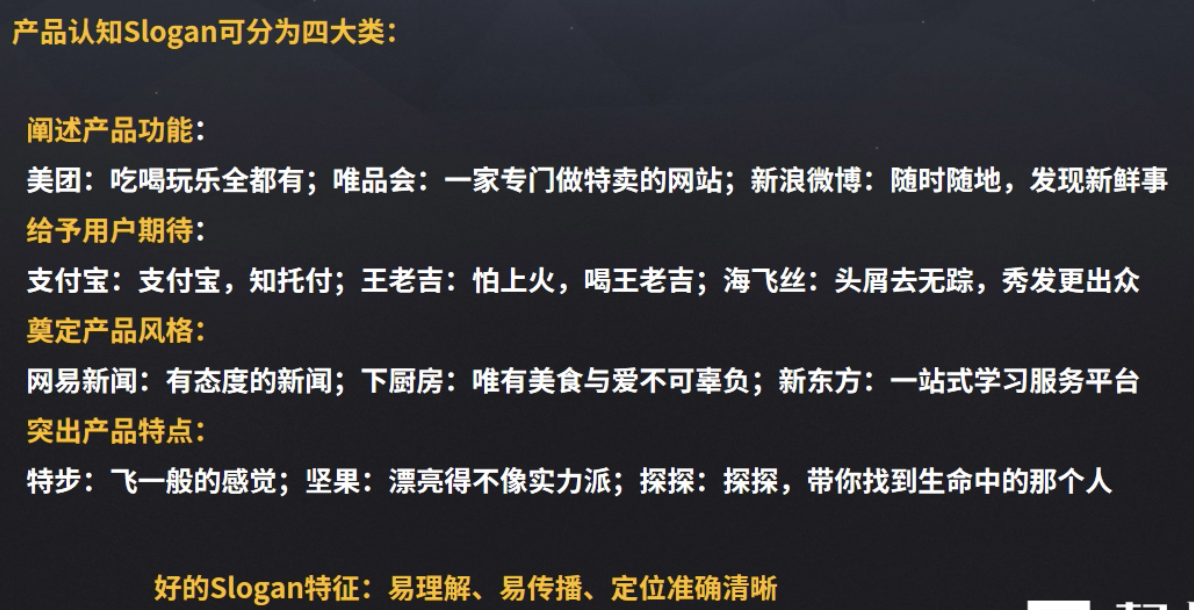 产品认知Slogan可分为四大类：
阐述产品功能：
美团：吃喝玩乐全都有；唯品会：一家专门做特卖的网站；新浪微博：随时随地，发现新鲜事
给予用户期待：
支付宝：支付宝，知托付；王老吉：怕上火，喝王老吉；海飞丝：头屑去无踪，秀发更出众
奠定产品风格：
网易新闻：有态度的新闻；下厨房：唯有美食与爱不可辜负；新东方：一站式学习服务平台
突出产品特点：
特步：飞一般的感觉；坚果：漂亮得不像实力派；探探：探探，带你找到生命中的那个人
好的Slogan特征：易理解、易传播、定位准确清晰